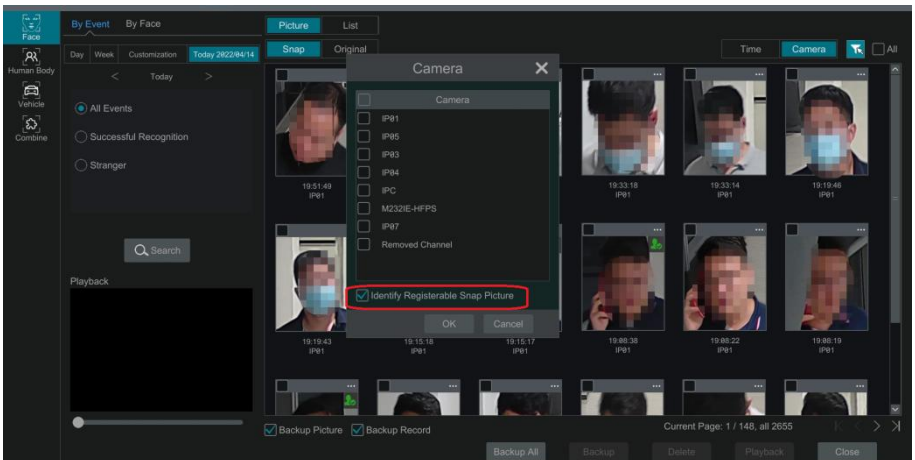 Face
Human Body
Vehicle
Combine
By Event By Face
Day Week Customization Today 2022/04/14
< Today >
All Events
Successful Recognition
Stranger
Search
Playback
Picture List
Snap Original
Time Camera All
Camera
Camera
IP01
IP05
IP03
IP04
IPC
M232IE-HFPS
IP07
Removed Channel
Identify Registerable Snap Picture
OK Cancel
19:51:49 19:33:18 19:33:14 19:19:46
IP01 IP01 IP01 IP01
19:19:43 19:15:18 19:15:17 19:08:38 19:08:22 19:08:19
IP01 IP01 IP01 IP01 IP01
Backup Picture Backup Record
Current Page: 1 / 148, all 2655
Backup All Backup Delete Playback Close